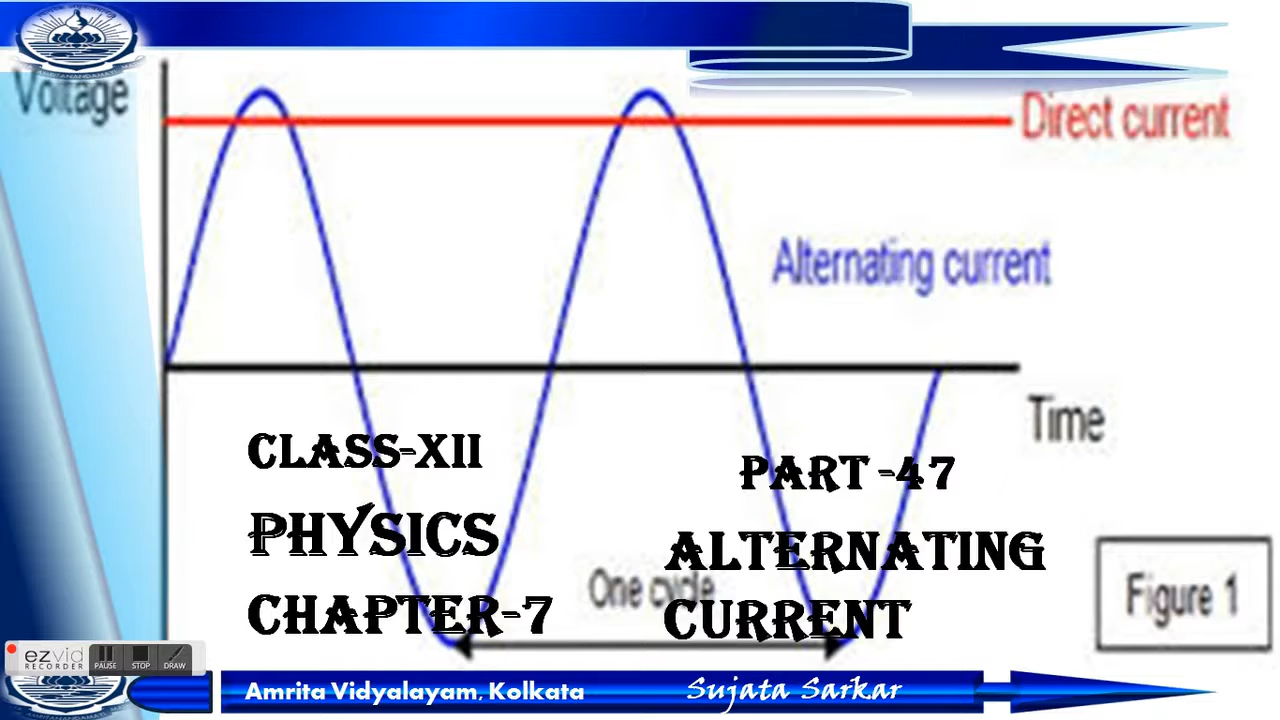 Voltage
Direct current
Alternating current
Time
CLASS-XII
PHYSICS
CHAPTER-7
PART -47
ALTERNATING
CURRENT
One cycle
Figure 1
ezvid
RECORDER
PAUSE
STOP
DRAW
Amrita Vidyalayam, Kolkata
Sujata Sarkar